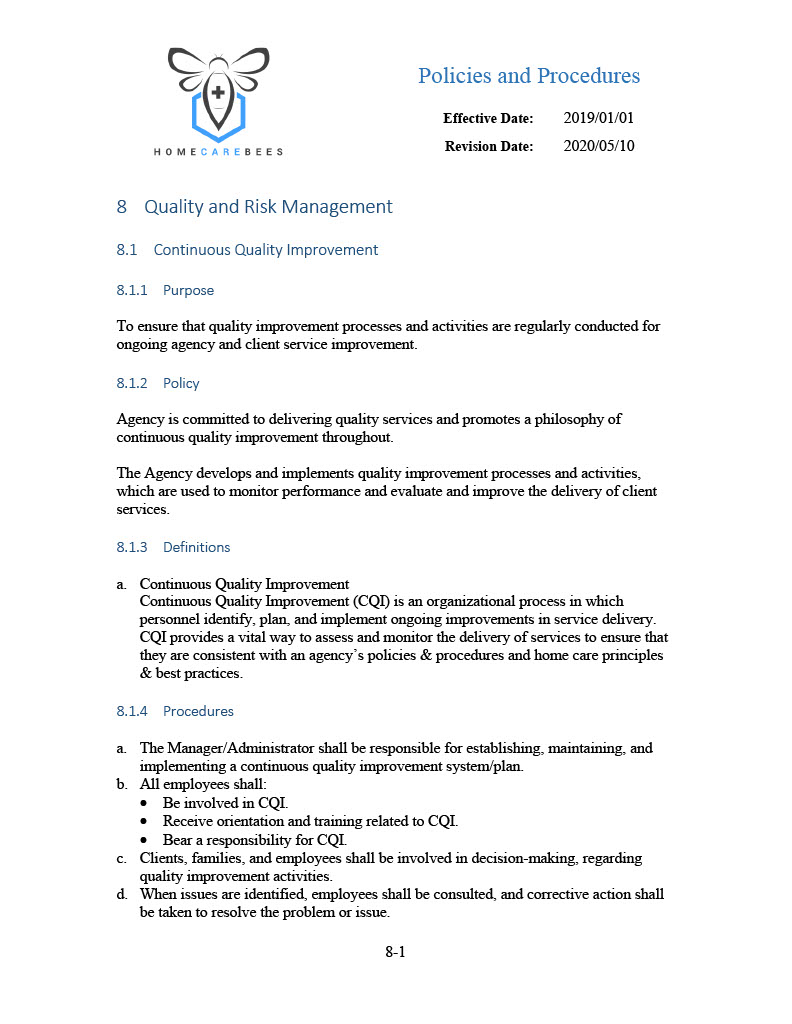 HOMECAREBEES
Policies and Procedures
Effective Date: 2019/01/01
Revision Date: 2020/05/10
8 Quality and Risk Management
8.1 Continuous Quality Improvement
8.1.1 Purpose
To ensure that quality improvement processes and activities are regularly conducted for
ongoing agency and client service improvement.
8.1.2 Policy
Agency is committed to delivering quality services and promotes a philosophy of
continuous quality improvement throughout.
The Agency develops and implements quality improvement processes and activities,
which are used to monitor performance and evaluate and improve the delivery of client
services.
8.1.3 Definitions
a. Continuous Quality Improvement
Continuous Quality Improvement (CQI) is an organizational process in which
personnel identify, plan, and implement ongoing improvements in service delivery.
CQI provides a vital way to assess and monitor the delivery of services to ensure that
they are consistent with an agency’s policies & procedures and home care principles
& best practices.
8.1.4 Procedures
a. The Manager/Administrator shall be responsible for establishing, maintaining, and
implementing a continuous quality improvement system/plan.
b. All employees shall:
• Be involved in CQI.
• Receive orientation and training related to CQI.
• Bear a responsibility for CQI.
c. Clients, families, and employees shall be involved in decision-making, regarding
quality improvement activities.
d. When issues are identified, employees shall be consulted, and corrective action shall
be taken to resolve the problem or issue.
8-1